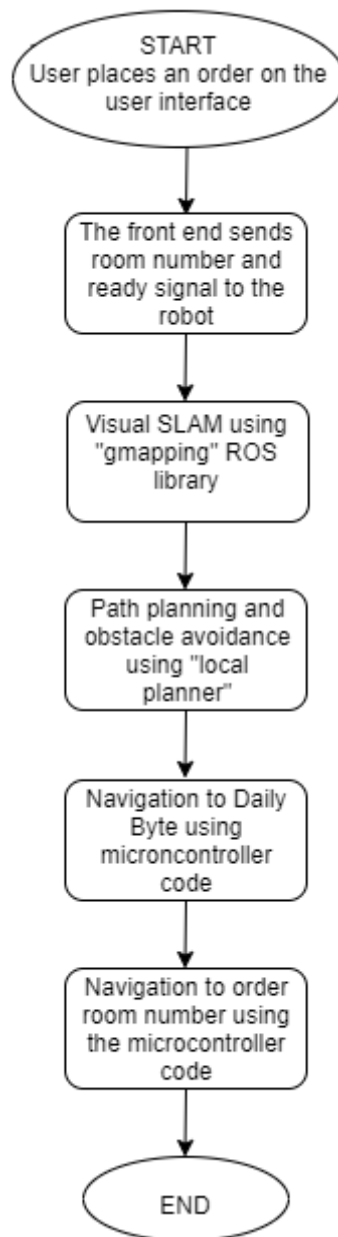 START
User places an order on the
user interface
The front end sends
room number and
ready signal to the
robot
Visual SLAM using
"gmapping" ROS
library
Path planning and
obstacle avoidance
using "local
planner"
Navigation to Daily
Byte using
microncontroller
code
Navigation to order
room number using
the microcontroller
code
END